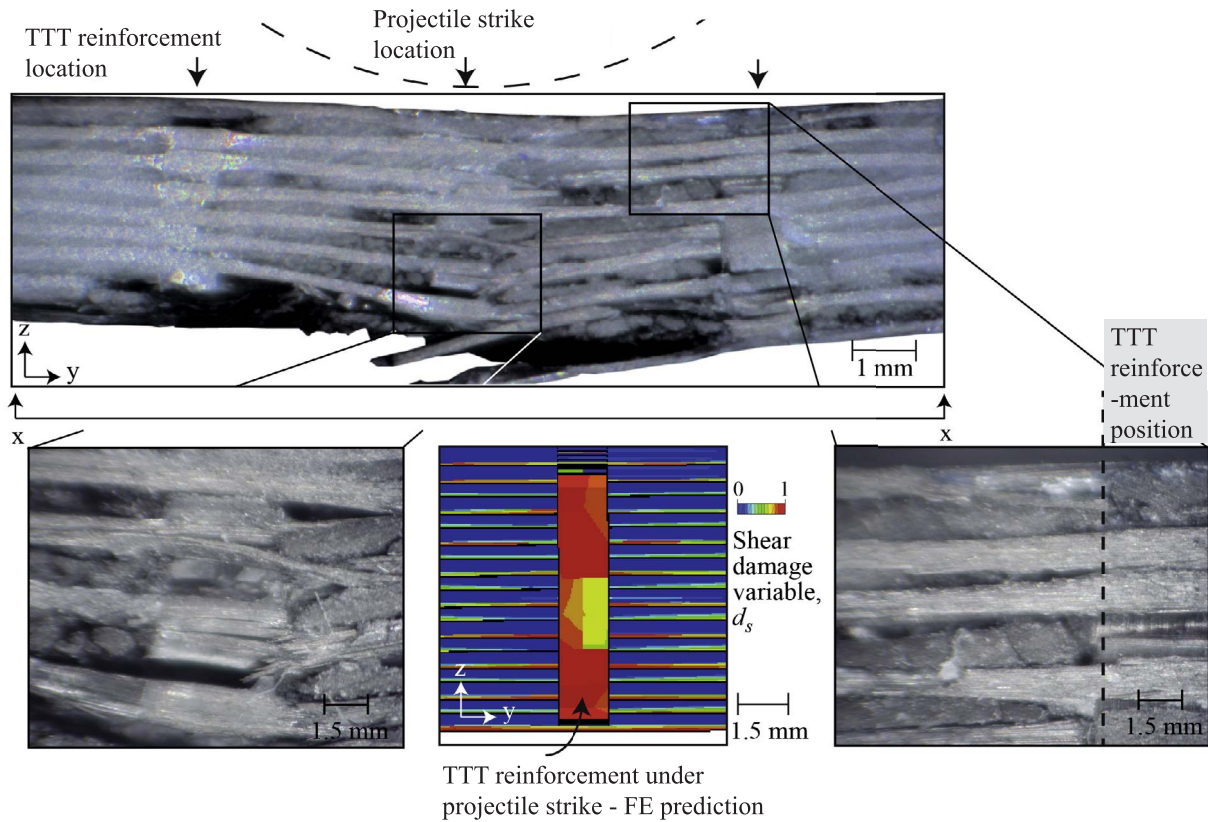 TTT reinforcement
location
Projectile strike
location
z
y
1 mm
x
x
TTT
reinforce
-ment
position
1.5 mm
0 1
Shear
damage
variable,
ds
z
y
1.5 mm
1.5 mm
TTT reinforcement under
projectile strike - FE prediction